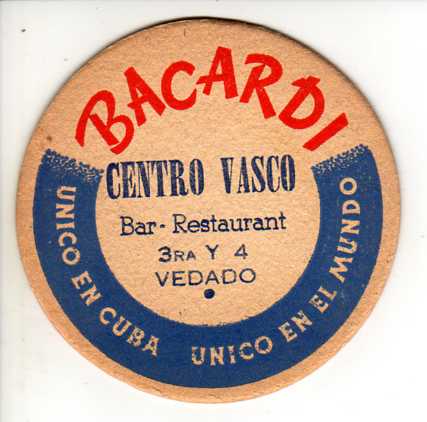 BACARDI
CENTRO VASCO
Bar-Restaurant
3RA Y 4
VEDADO
UNICO EN CUBA UNICO EN EL MUNDO